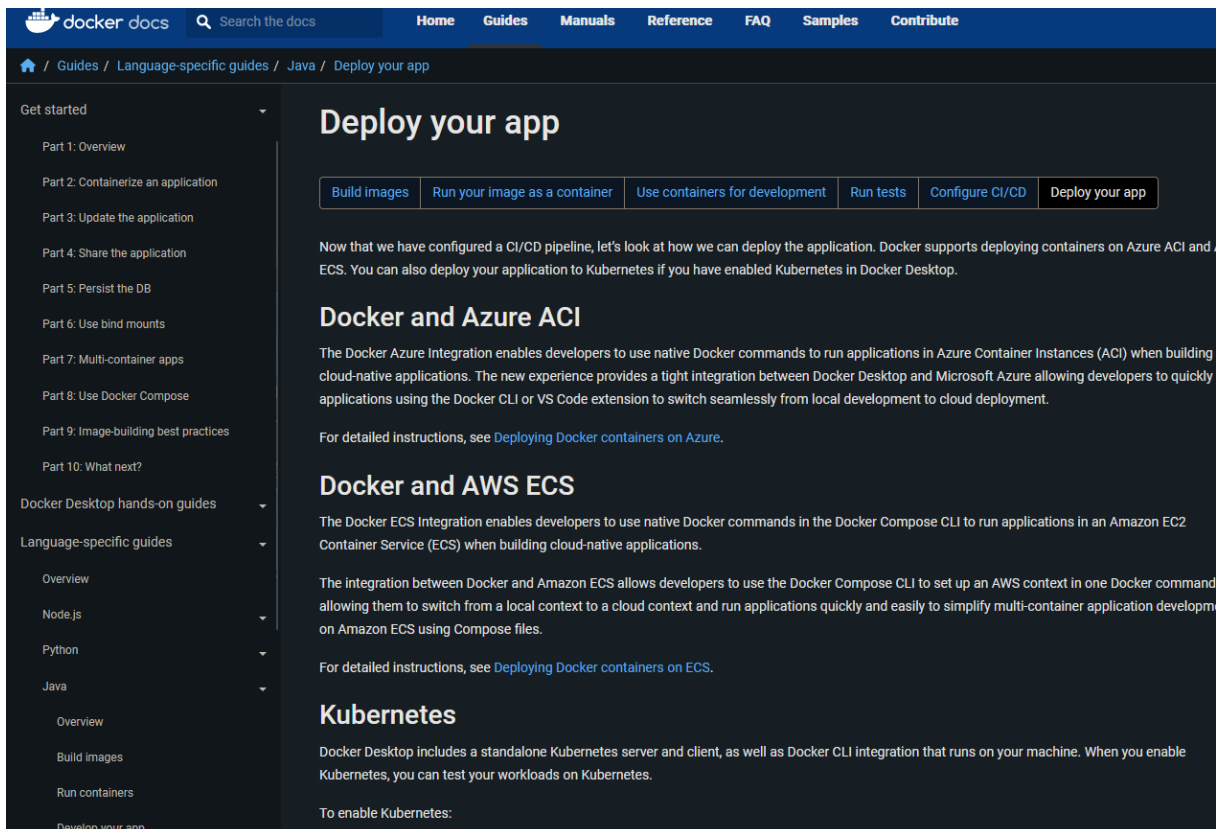 docker docs
Search the docs
Home Guides Manuals Reference FAQ Samples Contribute
/ Guides / Language-specific guides / Java / Deploy your app
Get started
Part 1: Overview
Part 2: Containerize an application
Part 3: Update the application
Part 4: Share the application
Part 5: Persist the DB
Part 6: Use bind mounts
Part 7: Multi-container apps
Part 8: Use Docker Compose
Part 9: Image-building best practices
Part 10: What next?
Docker Desktop hands-on guides
Language-specific guides
Overview
Node.js
Python
Java
Overview
Build images
Run containers
Develop your app
Deploy your app
Build images Run your image as a container Use containers for development Run tests Configure CI/CD Deploy your app
Now that we have configured a CI/CD pipeline, let's look at how we can deploy the application. Docker supports deploying containers on Azure ACI and
ECS. You can also deploy your application to Kubernetes if you have enabled Kubernetes in Docker Desktop.
Docker and Azure ACI
The Docker Azure Integration enables developers to use native Docker commands to run applications in Azure Container Instances (ACI) when building
cloud-native applications. The new experience provides a tight integration between Docker Desktop and Microsoft Azure allowing developers to quickly
applications using the Docker CLI or VS Code extension to switch seamlessly from local development to cloud deployment.
For detailed instructions, see Deploying Docker containers on Azure.
Docker and AWS ECS
The Docker ECS Integration enables developers to use native Docker commands in the Docker Compose CLI to run applications in an Amazon EC2
Container Service (ECS) when building cloud-native applications.
The integration between Docker and Amazon ECS allows developers to use the Docker Compose CLI to set up an AWS context in one Docker command
allowing them to switch from a local context to a cloud context and run applications quickly and easily to simplify multi-container application developm
on Amazon ECS using Compose files.
For detailed instructions, see Deploying Docker containers on ECS.
Kubernetes
Docker Desktop includes a standalone Kubernetes server and client, as well as Docker CLI integration that runs on your machine. When you enable
Kubernetes, you can test your workloads on Kubernetes.
To enable Kubernetes: